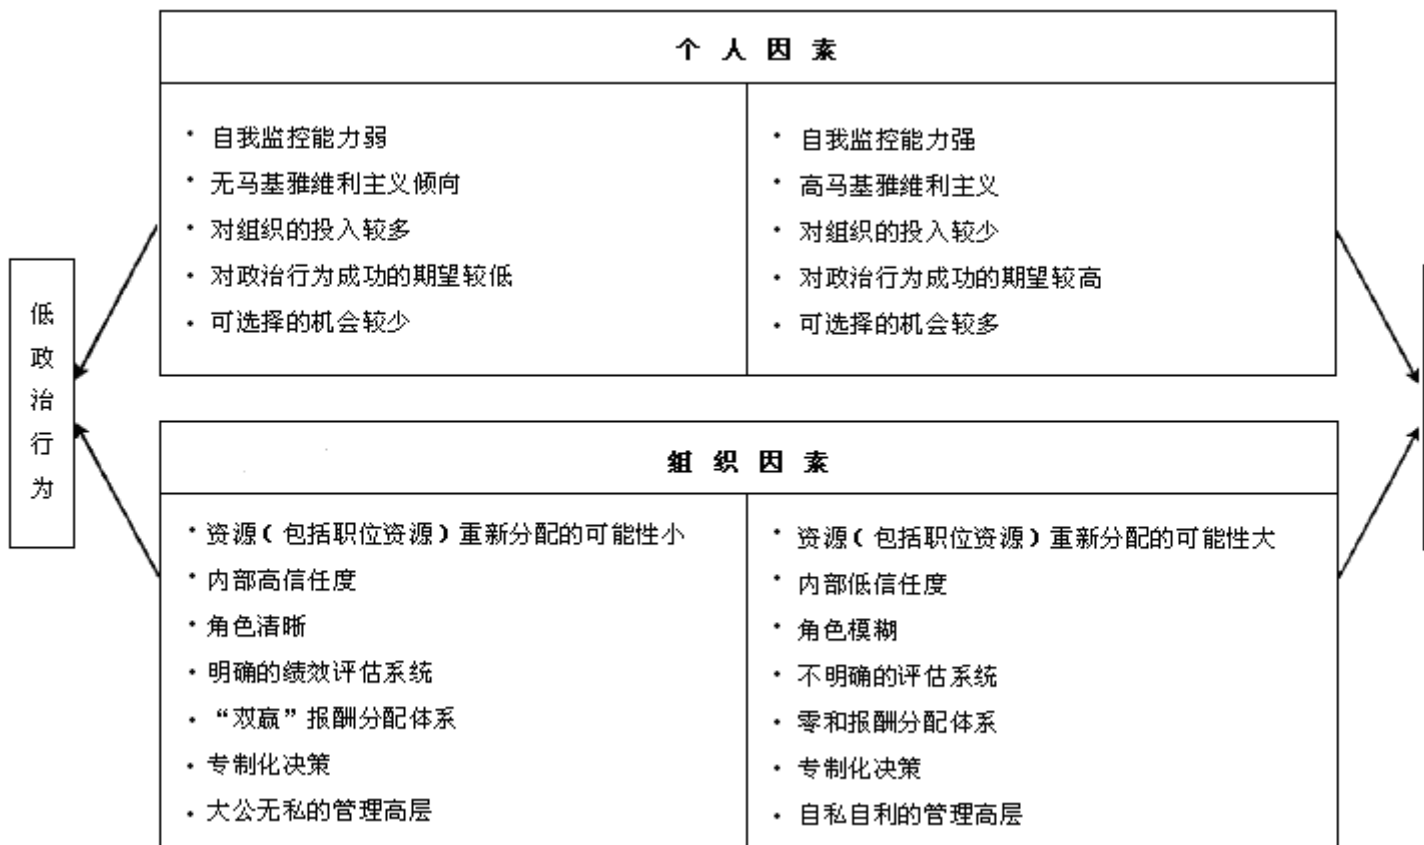 个人因素
· 自我监控能力弱
· 无马基雅维利主义倾向
· 对组织的投入较多
· 对政治行为成功的期望较低
· 可选择的机会较少
· 自我监控能力强
· 高马基雅维利主义
· 对组织的投入较少
· 对政治行为成功的期望较高
· 可选择的机会较多
低政治行为
组织因素
· 资源(包括职位资源)重新分配的可能性小
· 内部高信任度
· 角色清晰
· 明确的绩效评估系统
· “双赢”报酬分配体系
· 专制化决策
· 大公无私的管理高层
· 资源(包括职位资源)重新分配的可能性大
· 内部低信任度
· 角色模糊
· 不明确的评估系统
· 零和报酬分配体系
· 专制化决策
· 自私自利的管理高层